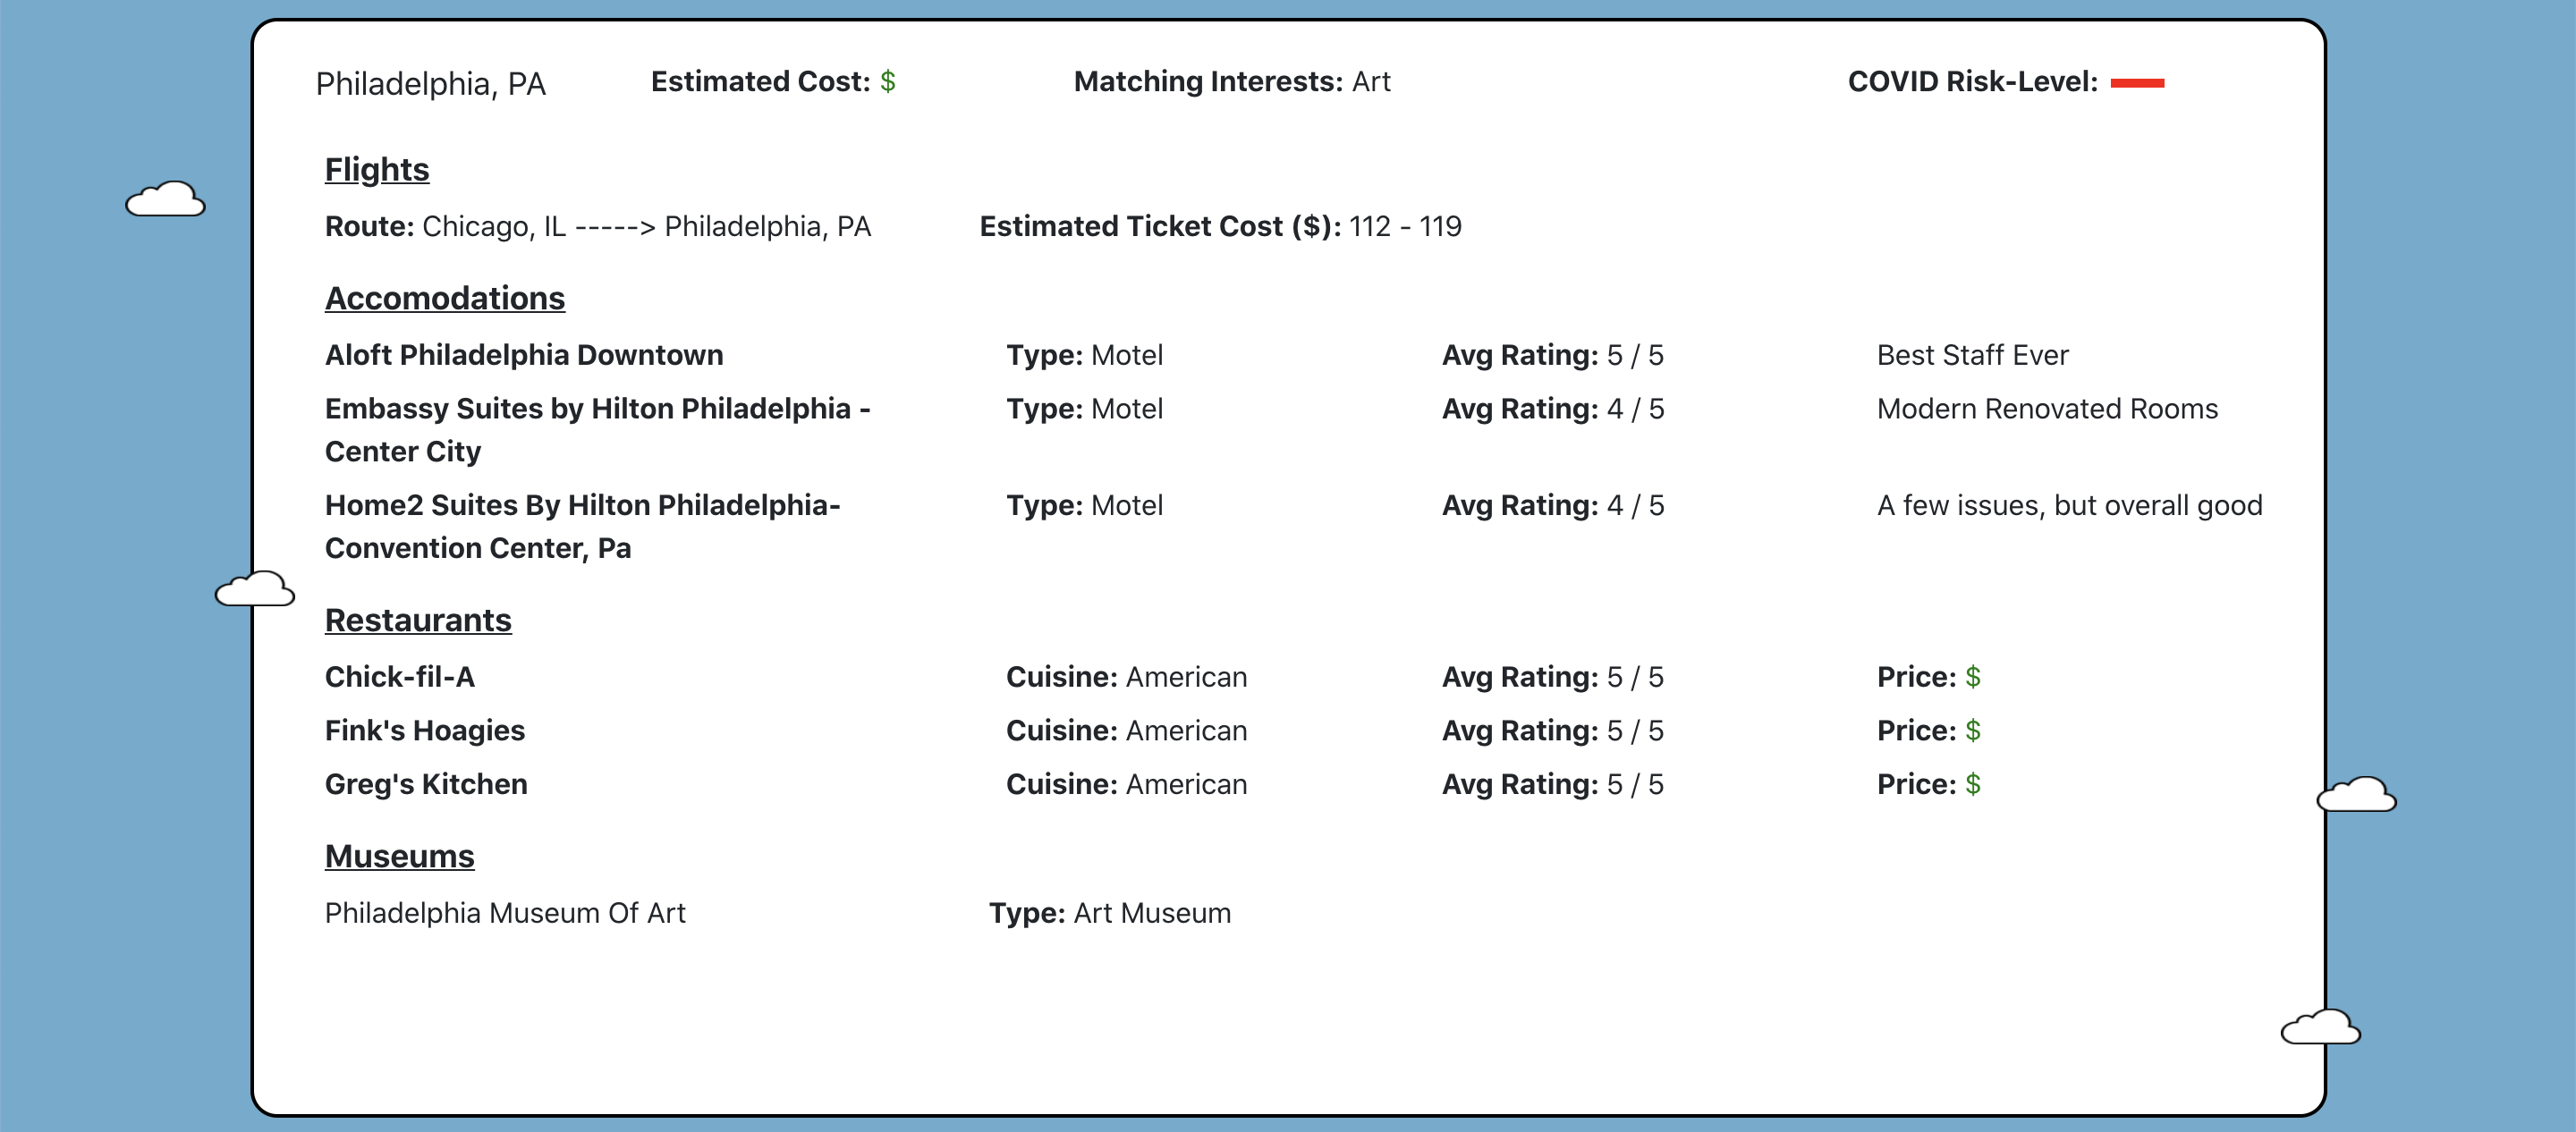 Philadelphia, PA Estimated Cost: $ Matching Interests: Art COVID Risk-Level:
Flights
Route: Chicago, IL -----> Philadelphia, PA Estimated Ticket Cost ($): 112 - 119
Accomodations
Aloft Philadelphia Downtown Type: Motel Avg Rating: 5 / 5 Best Staff Ever
Embassy Suites by Hilton Philadelphia - Type: Motel Avg Rating: 4 / 5 Modern Renovated Rooms
Center City
Home2 Suites By Hilton Philadelphia- Type: Motel Avg Rating: 4 / 5 A few issues, but overall good
Convention Center, Pa
Restaurants
Chick-fil-A Cuisine: American Avg Rating: 5 / 5 Price: $
Fink's Hoagies Cuisine: American Avg Rating: 5 / 5 Price: $
Greg's Kitchen Cuisine: American Avg Rating: 5 / 5 Price: $
Museums
Philadelphia Museum Of Art Type: Art Museum